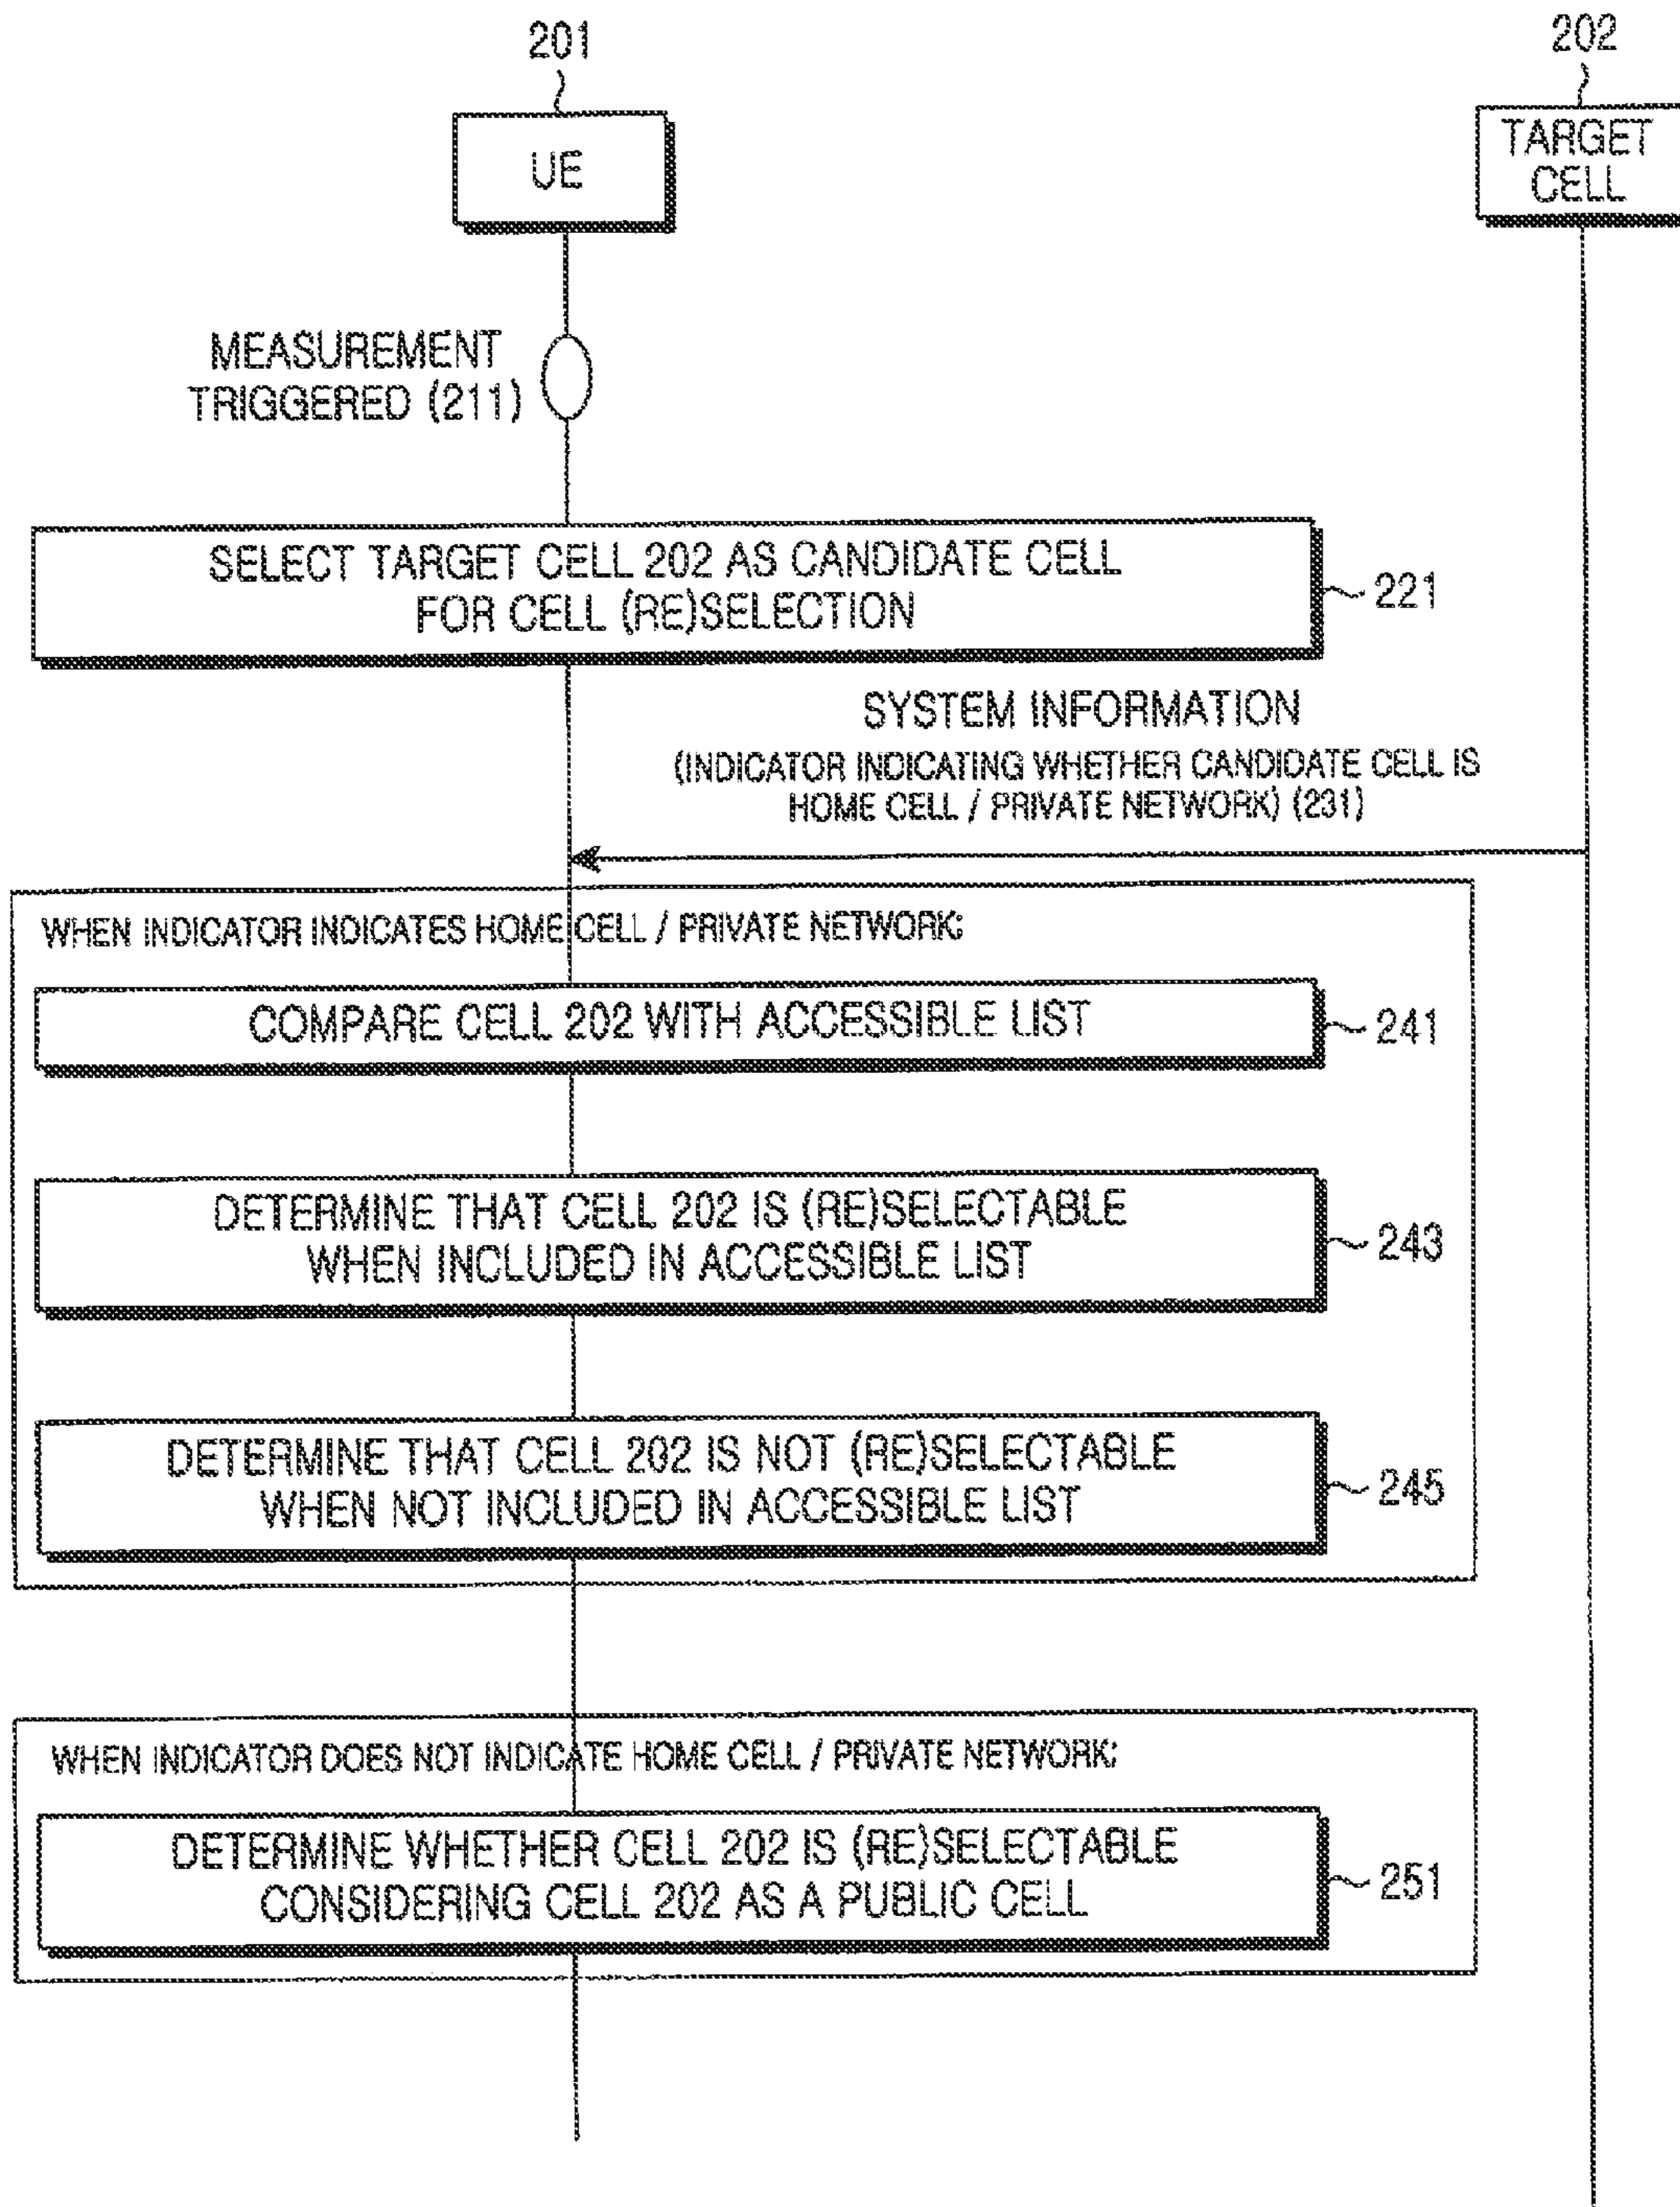 201
202
UE
TARGET
CELL
MEASUREMENT
TRIGGERED (211)
SELECT TARGET CELL 202 AS CANDIDATE CELL
FOR CELL (RE)SELECTION
221
SYSTEM INFORMATION
(INDICATOR INDICATING WHETHER CANDIDATE CELL IS
HOME CELL / PRIVATE NETWORK) (231)
WHEN INDICATOR INDICATES HOME CELL / PRIVATE NETWORK:
COMPARE CELL 202 WITH ACCESSIBLE LIST
241
DETERMINE THAT CELL 202 IS (RE)SELECTABLE
WHEN INCLUDED IN ACCESSIBLE LIST
243
DETERMINE THAT CELL 202 IS NOT (RE)SELECTABLE
WHEN NOT INCLUDED IN ACCESSIBLE LIST
245
WHEN INDICATOR DOES NOT INDICATE HOME CELL / PRIVATE NETWORK:
DETERMINE WHETHER CELL 202 IS (RE)SELECTABLE
CONSIDERING CELL 202 AS A PUBLIC CELL
251